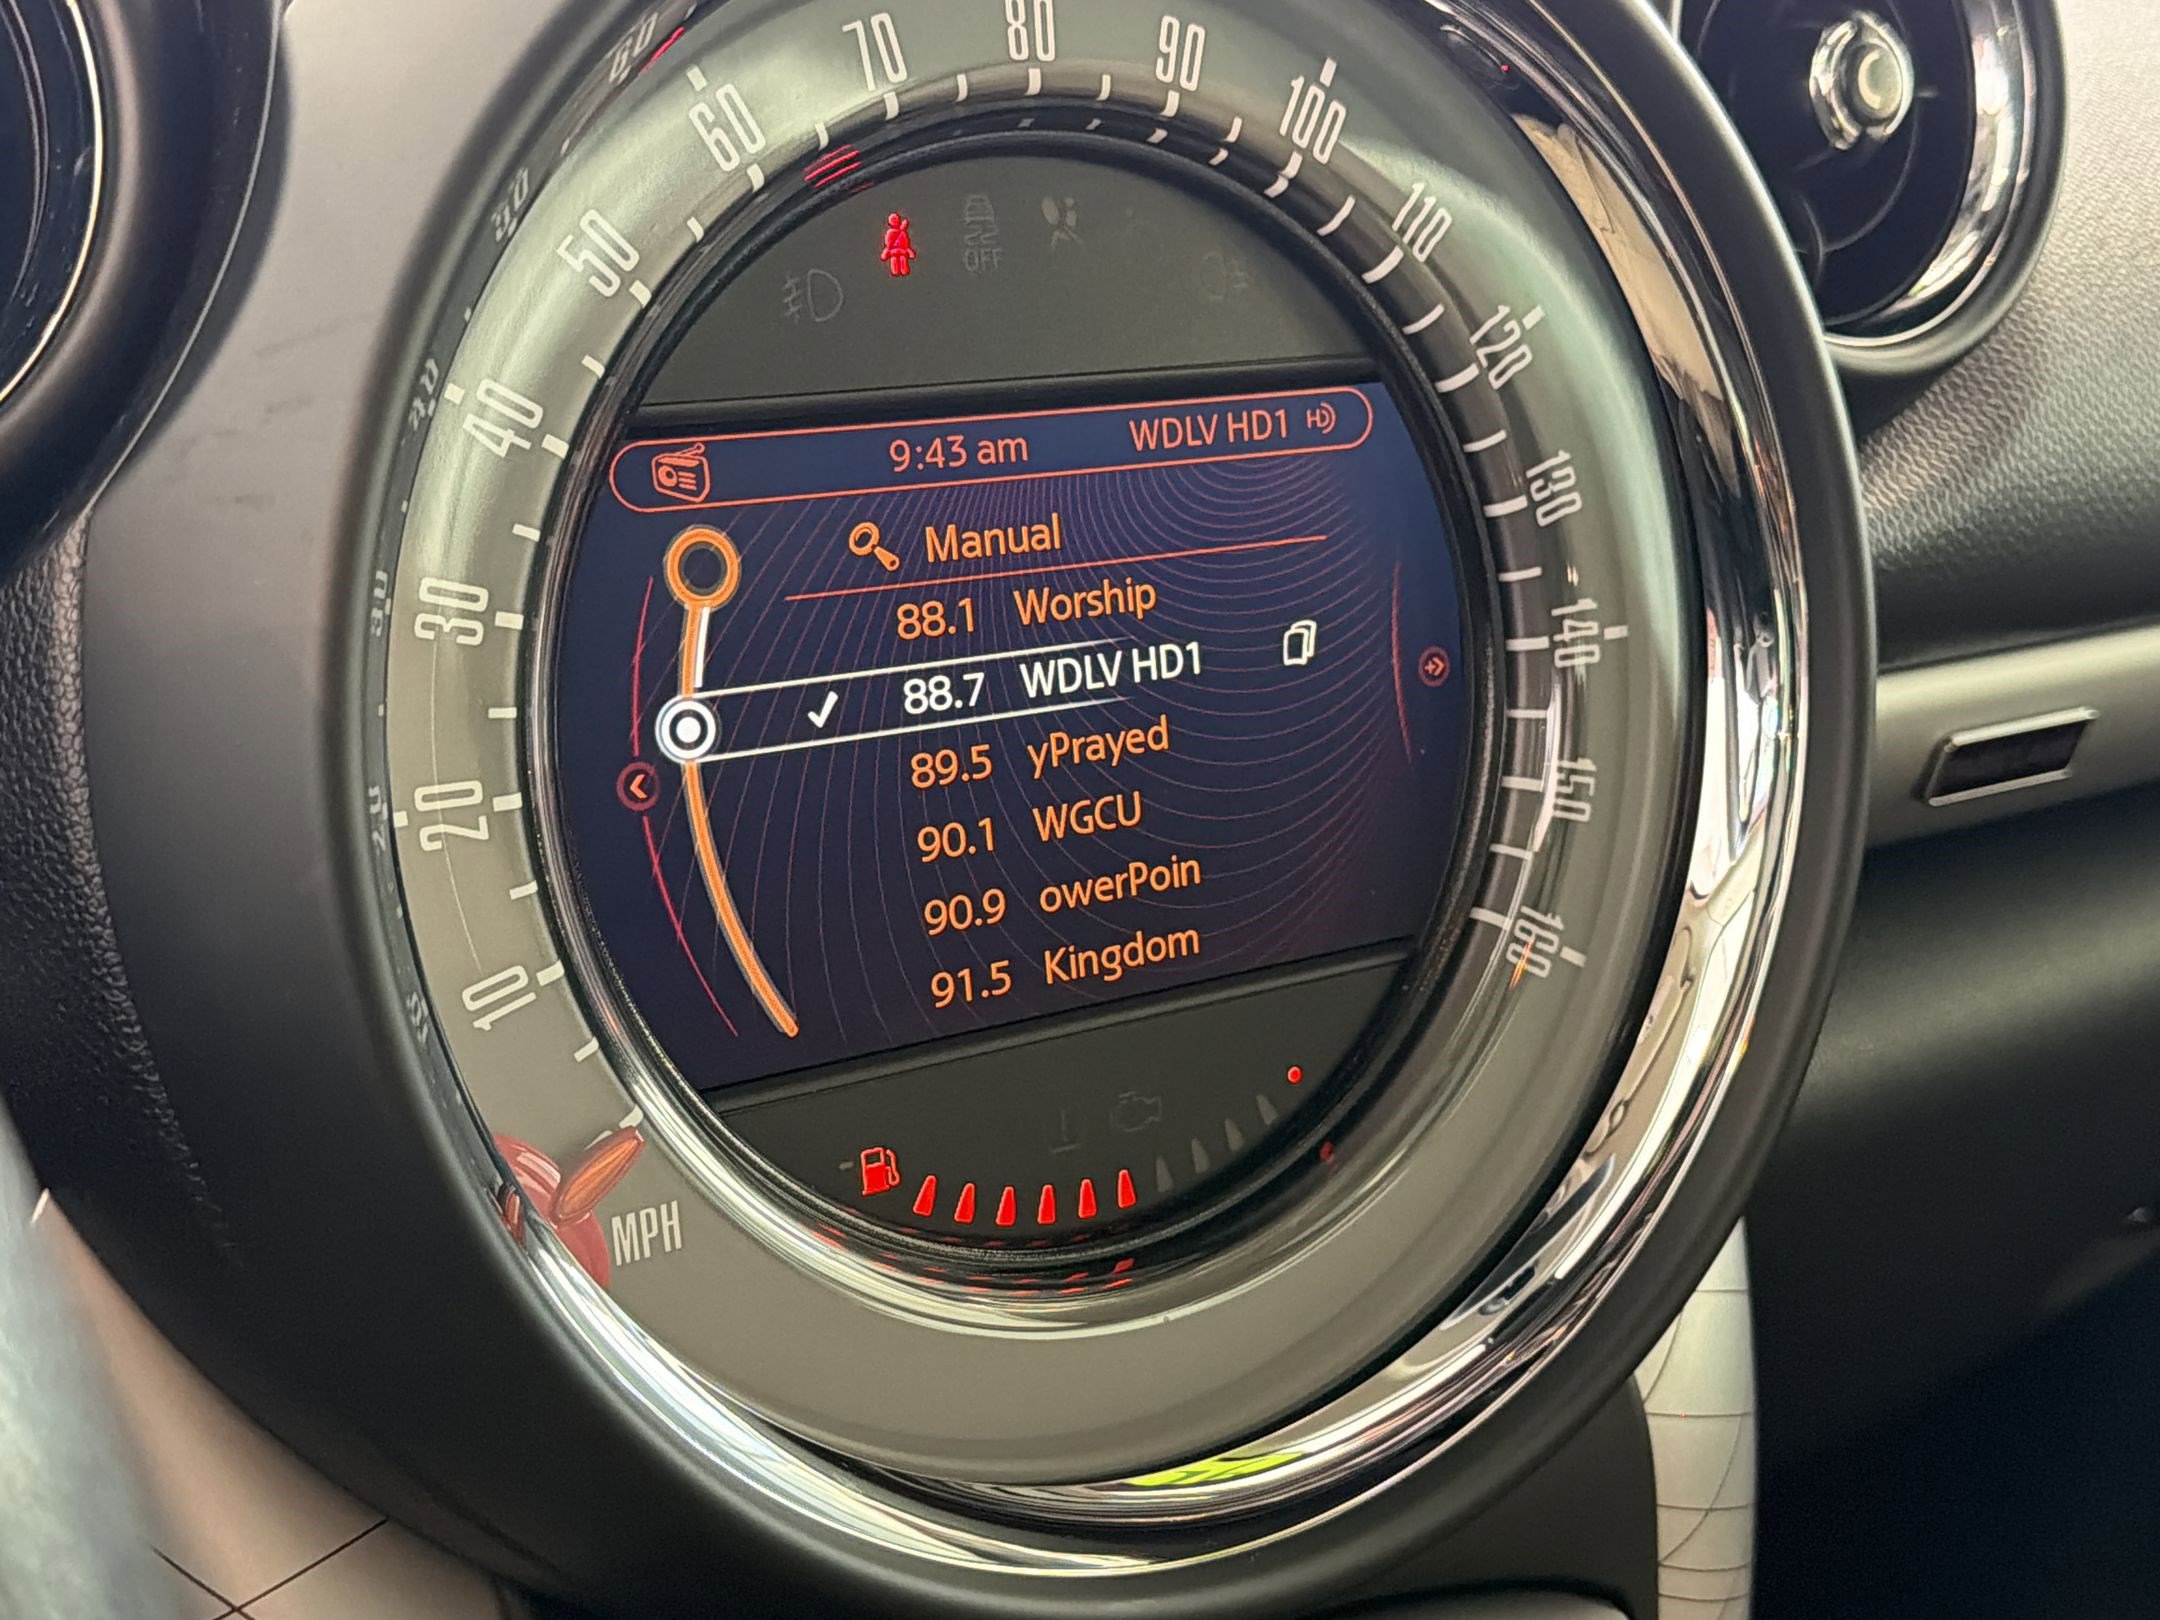 60
70
80
90
100
110
120
130
140
150
160
50
40
30
20
10
MPH
OFF
9:43 am WDLV HD1 HD
Manual
88.1 Worship
88.7 WDLV HD1
89.5 yPrayed
90.1 WGCU
90.9 owerPoin
91.5 Kingdom